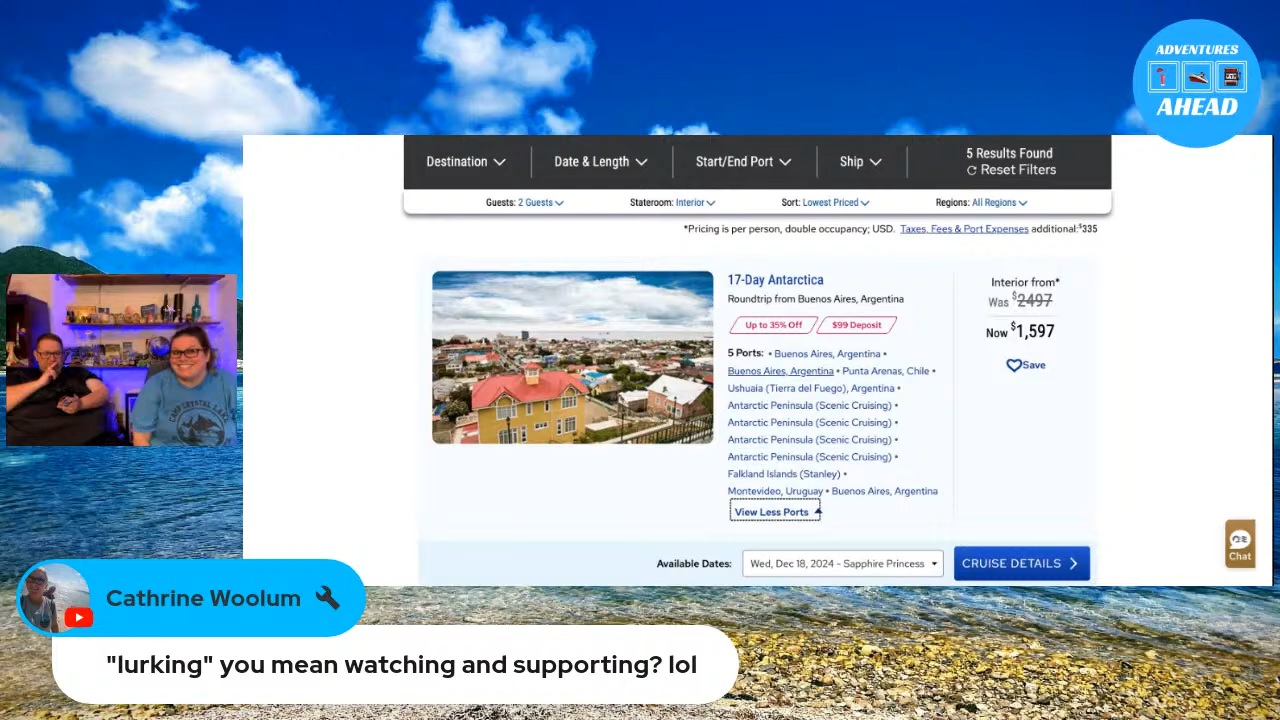 ADVENTURES
AHEAD
Destination
Date & Length
Start/End Port
Ship
5 Results Found
Reset Filters
Guests: 2 Guests
Stateroom: Interior
Sort: Lowest Priced
Regions: All Regions
*Pricing is per person, double occupancy; USD. Taxes, Fees & Port Expenses additional:$335
17-Day Antarctica
Roundtrip from Buenos Aires, Argentina
Up to 35% Off
$99 Deposit
5 Ports: • Buenos Aires, Argentina •
Buenos Aires, Argentina • Punta Arenas, Chile •
Ushuaia (Tierra del Fuego), Argentina •
Antarctic Peninsula (Scenic Cruising) •
Antarctic Peninsula (Scenic Cruising) •
Antarctic Peninsula (Scenic Cruising) •
Antarctic Peninsula (Scenic Cruising) •
Falkland Islands (Stanley) •
Montevideo, Uruguay • Buenos Aires, Argentina
View Less Ports
Interior from*
Was $2497
Now $1,597
Save
Available Dates:
Wed, Dec 18, 2024 - Sapphire Princess
CRUISE DETAILS
Chat
CAMP CRYSTAL LAKE
Cathrine Woolum
"lurking" you mean watching and supporting? lol